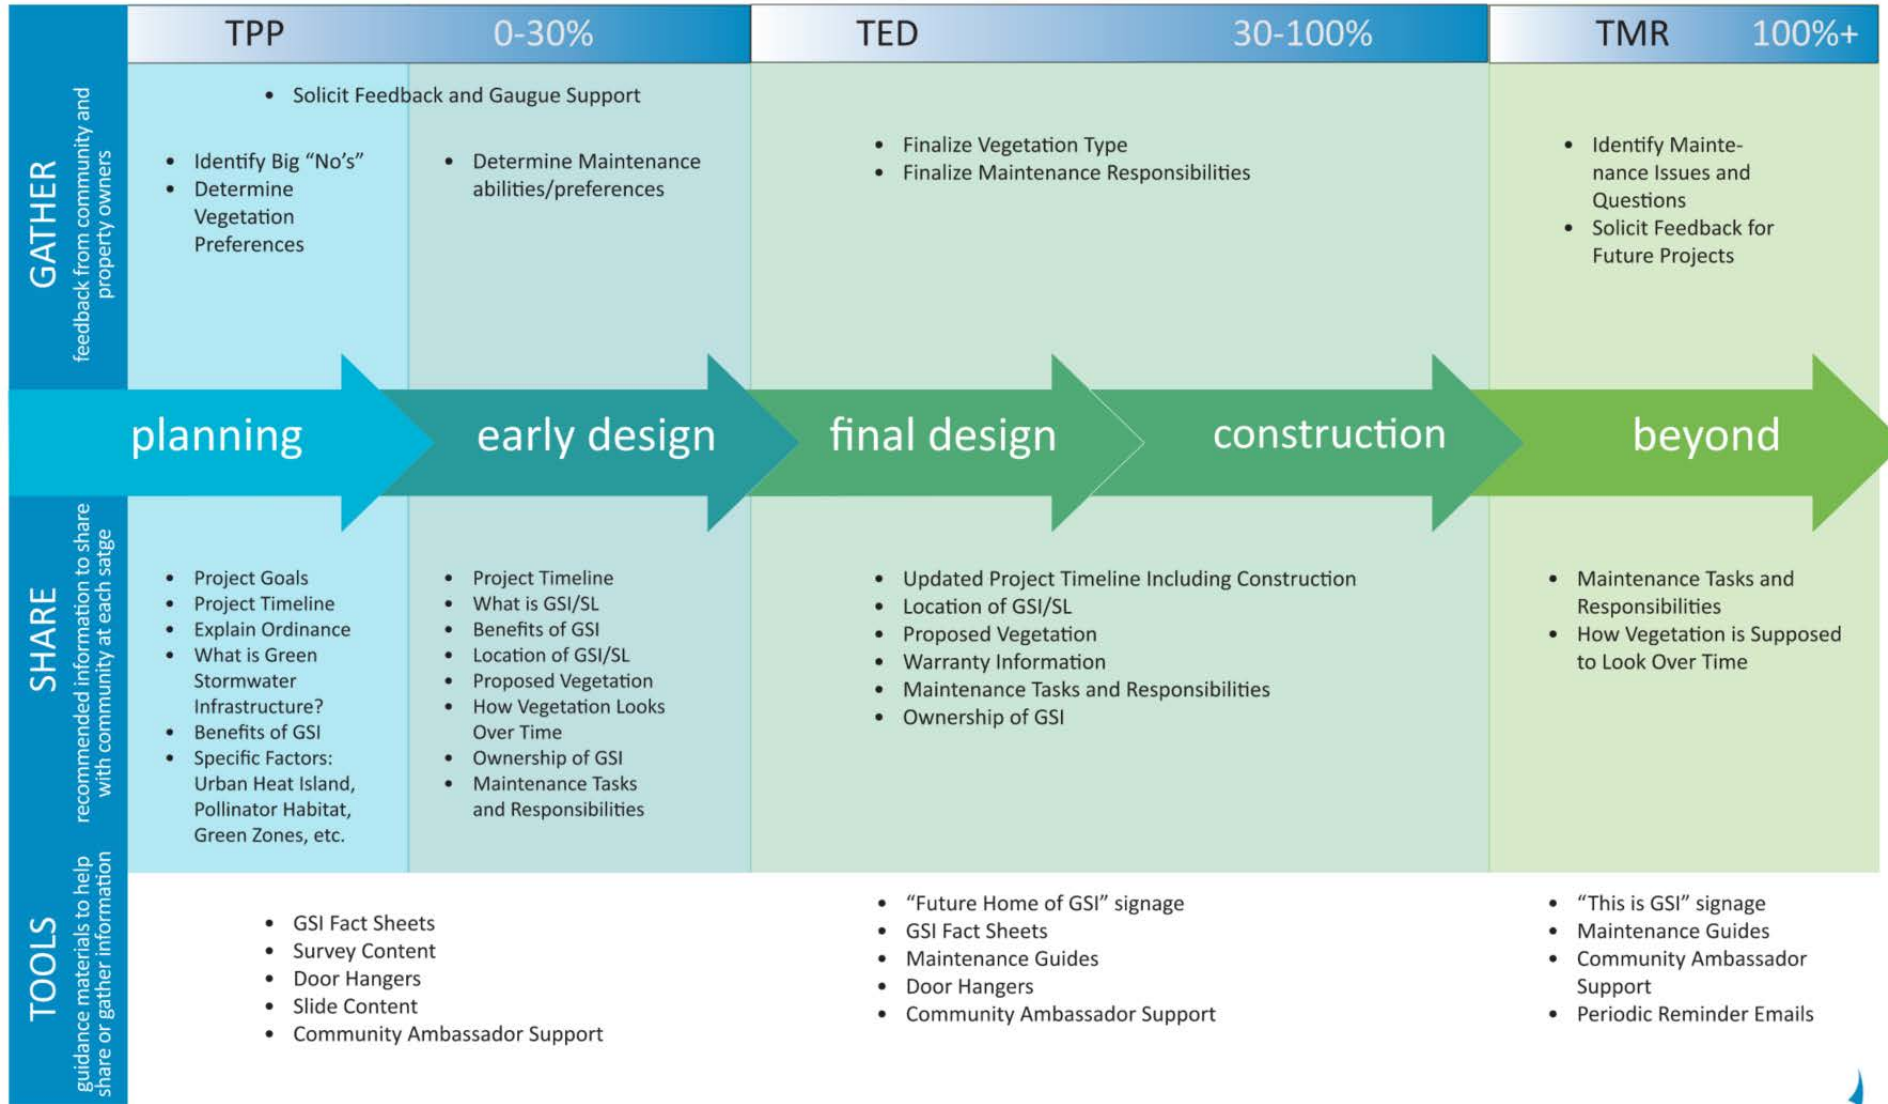 TPP 0-30% TED 30-100% TMR 100%+
GATHER
feedback from community and
property owners
• Solicit Feedback and Gaugue Support
• Identify Big “No’s”
• Determine
Vegetation
Preferences
• Determine Maintenance
abilities/preferences
• Finalize Vegetation Type
• Finalize Maintenance Responsibilities
• Identify Mainte-
nance Issues and
Questions
• Solicit Feedback for
Future Projects
planning early design final design construction beyond
SHARE
recommended information to share
with community at each satge
• Project Goals
• Project Timeline
• Explain Ordinance
• What is Green
Stormwater
Infrastructure?
• Benefits of GSI
• Specific Factors:
Urban Heat Island,
Pollinator Habitat,
Green Zones, etc.
• Project Timeline
• What is GSI/SL
• Benefits of GSI
• Location of GSI/SL
• Proposed Vegetation
• How Vegetation Looks
Over Time
• Ownership of GSI
• Maintenance Tasks
and Responsibilities
• Updated Project Timeline Including Construction
• Location of GSI/SL
• Proposed Vegetation
• Warranty Information
• Maintenance Tasks and Responsibilities
• Ownership of GSI
• Maintenance Tasks and
Responsibilities
• How Vegetation is Supposed
to Look Over Time
TOOLS
guidance materials to help
share or gather information
• GSI Fact Sheets
• Survey Content
• Door Hangers
• Slide Content
• Community Ambassador Support
• “Future Home of GSI” signage
• GSI Fact Sheets
• Maintenance Guides
• Door Hangers
• Community Ambassador Support
• “This is GSI” signage
• Maintenance Guides
• Community Ambassador
Support
• Periodic Reminder Emails